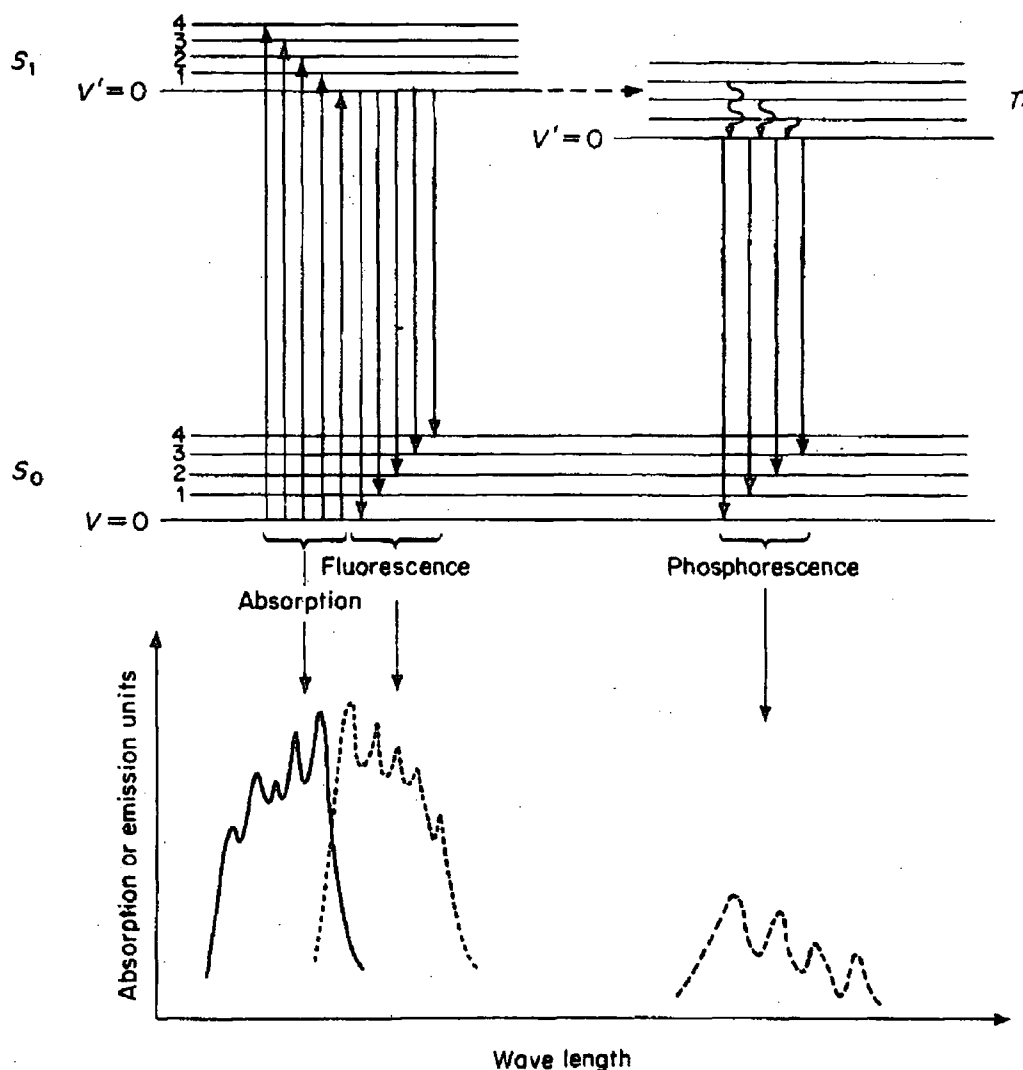 4
3
2
1
S₁
V'=0
T
V'=0
4
3
2
1
S₀
V=0
Fluorescence
Phosphorescence
Absorption
Absorption or emission units
Wave length